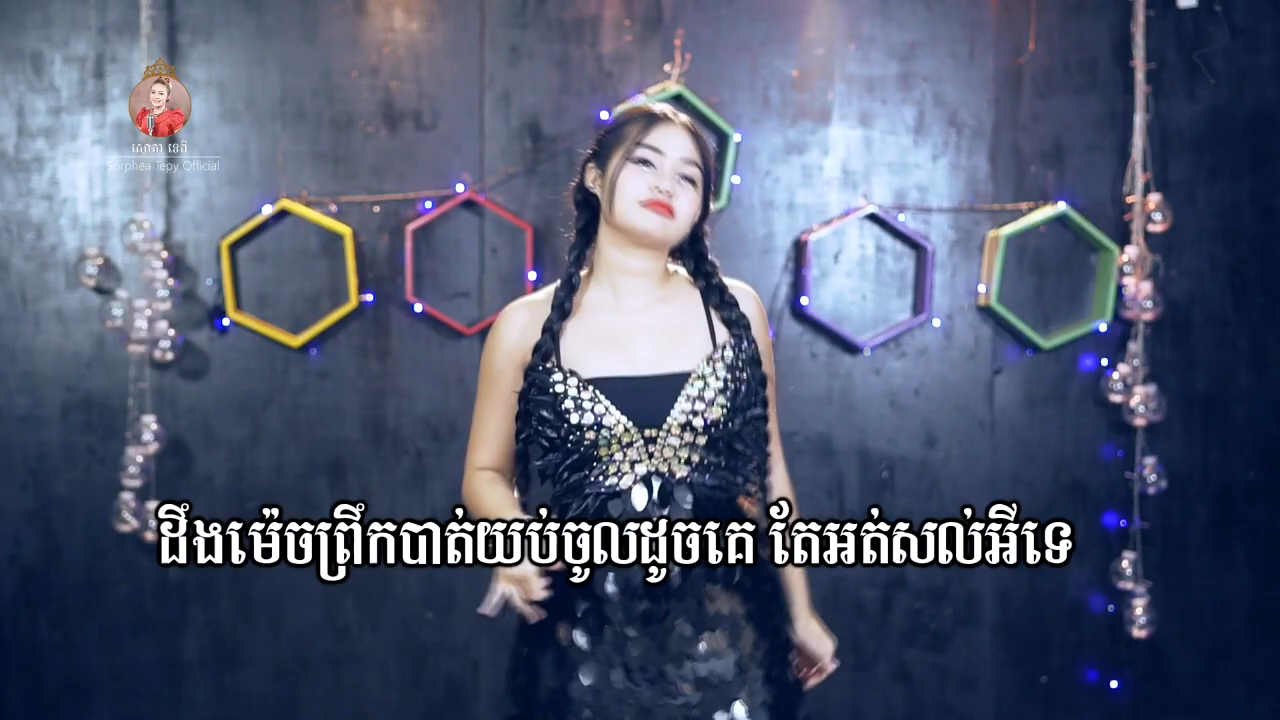 សោភា ទេពី
Sorphea Tepy Official
ដឹងម៉េចព្រឹកបាត់យប់ចូលដូចគេ តែអត់សល់អីទេ